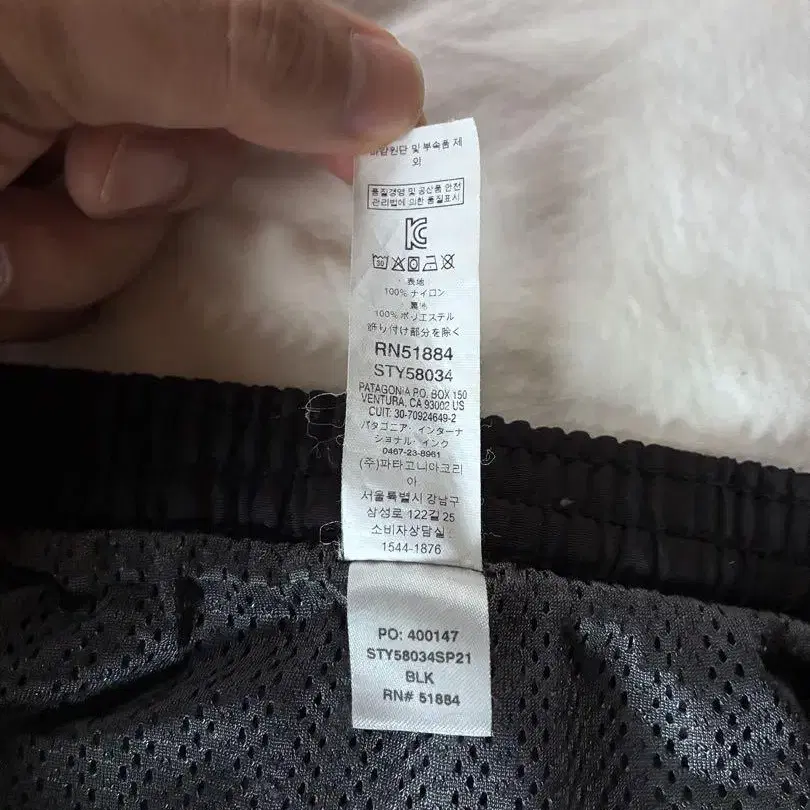 및 부속품 제
외
품질경영 및 공산품 안전
관리법에 의한 품질표시
30
表地
100% ナイロン
裏地
100% ポリエステル
飾り付け部分を除く
RN51884
STY58034
PATAGONIA P.O. BOX 150
VENTURA, CA 93002 US
CUIT: 30-70924649-2
パタゴニア・インターナ
ショナル・インク
0467-23-8961
(주)파타고니아코리
아
서울특별시 강남구
삼성로 122길 25
소비자상담실:
1544-1876
PO: 400147
STY58034SP21
BLK
RN# 51884